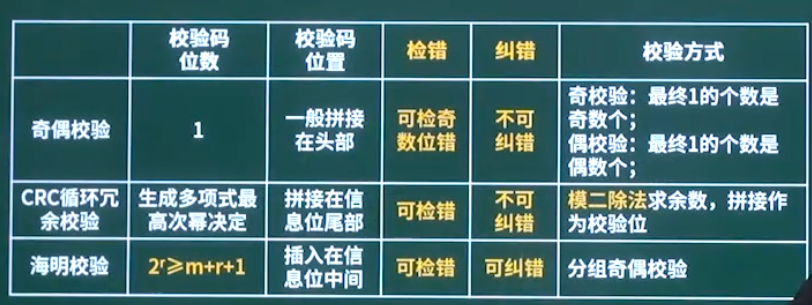 校验码
位数
校验码
位置
检错
纠错
校验方式
奇偶校验
1
一般拼接
在头部
可检奇
数位错
不可
纠错
奇校验：最终1的个数是
奇数个；
偶校验：最终1的个数是
偶数个；
CRC循环冗
余校验
生成多项式最
高次幂决定
拼接在信
息位尾部
可检错
不可
纠错
模二除法求余数，拼接作
为校验位
海明校验
2ʳ≥m+r+1
插入在信
息位中间
可检错
可纠错
分组奇偶校验